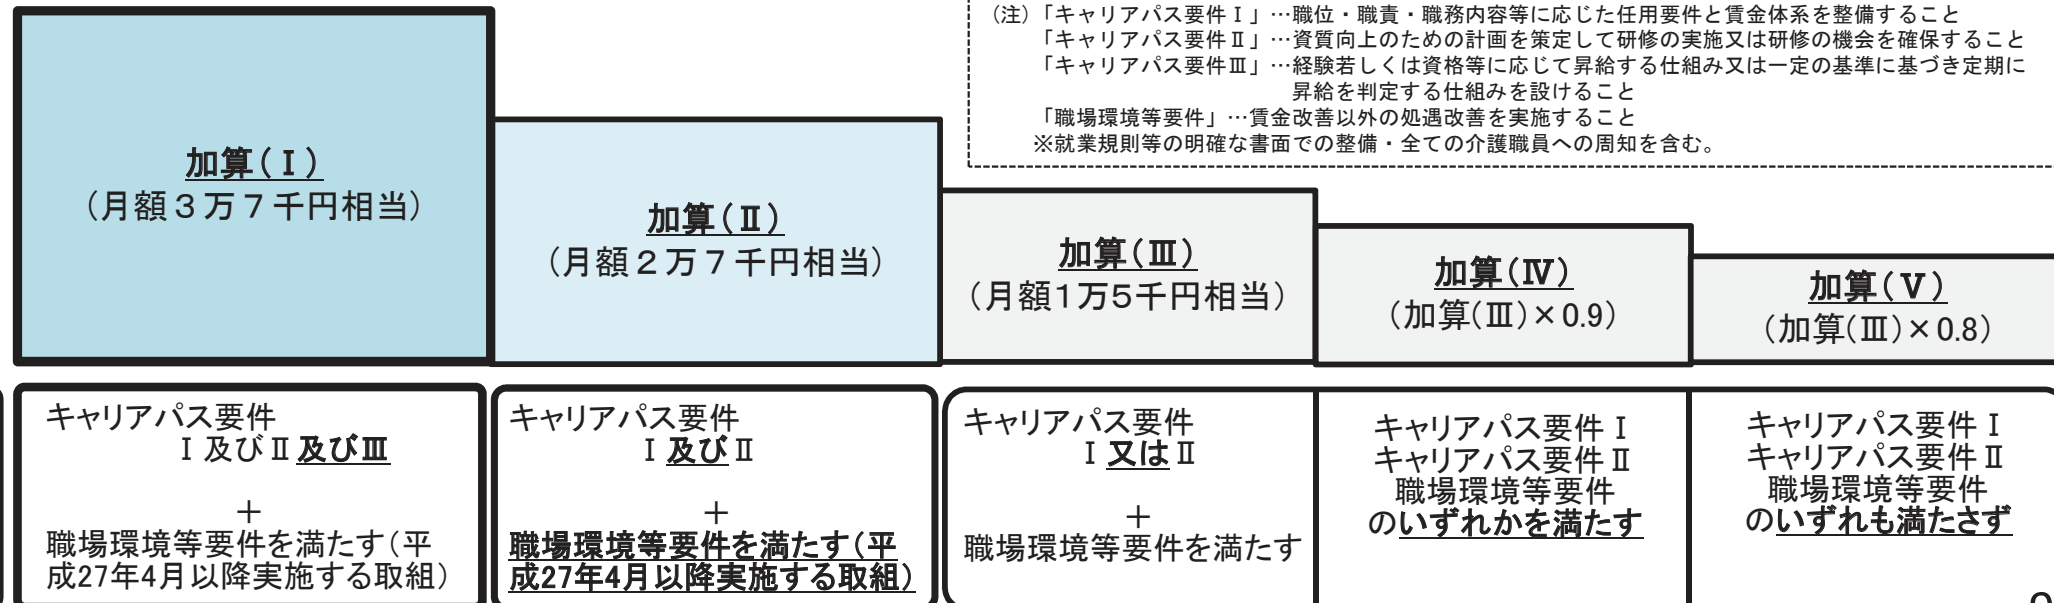 (注)「キャリアパス要件Ⅰ」…職位・職責・職務内容等に応じた任用要件と賃金体系を整備すること
「キャリアパス要件Ⅱ」…資質向上のための計画を策定して研修の実施又は研修の機会を確保すること
「キャリアパス要件Ⅲ」…経験若しくは資格等に応じて昇給する仕組み又は一定の基準に基づき定期に
昇給を判定する仕組みを設けること
「職場環境等要件」…賃金改善以外の処遇改善を実施すること
※就業規則等の明確な書面での整備・全ての介護職員への周知を含む。
加算(Ⅰ)
(月額3万7千円相当)
加算(Ⅱ)
(月額2万7千円相当)
加算(Ⅲ)
(月額1万5千円相当)
加算(Ⅳ)
(加算(Ⅲ)×0.9)
加算(Ⅴ)
(加算(Ⅲ)×0.8)
キャリアパス要件
Ⅰ及びⅡ及びⅢ
+
職場環境等要件を満たす(平
成27年4月以降実施する取組)
キャリアパス要件
Ⅰ及びⅡ
+
職場環境等要件を満たす(平
成27年4月以降実施する取組)
キャリアパス要件
Ⅰ又はⅡ
+
職場環境等要件を満たす
キャリアパス要件Ⅰ
キャリアパス要件Ⅱ
職場環境等要件
のいずれかを満たす
キャリアパス要件Ⅰ
キャリアパス要件Ⅱ
職場環境等要件
のいずれも満たさず